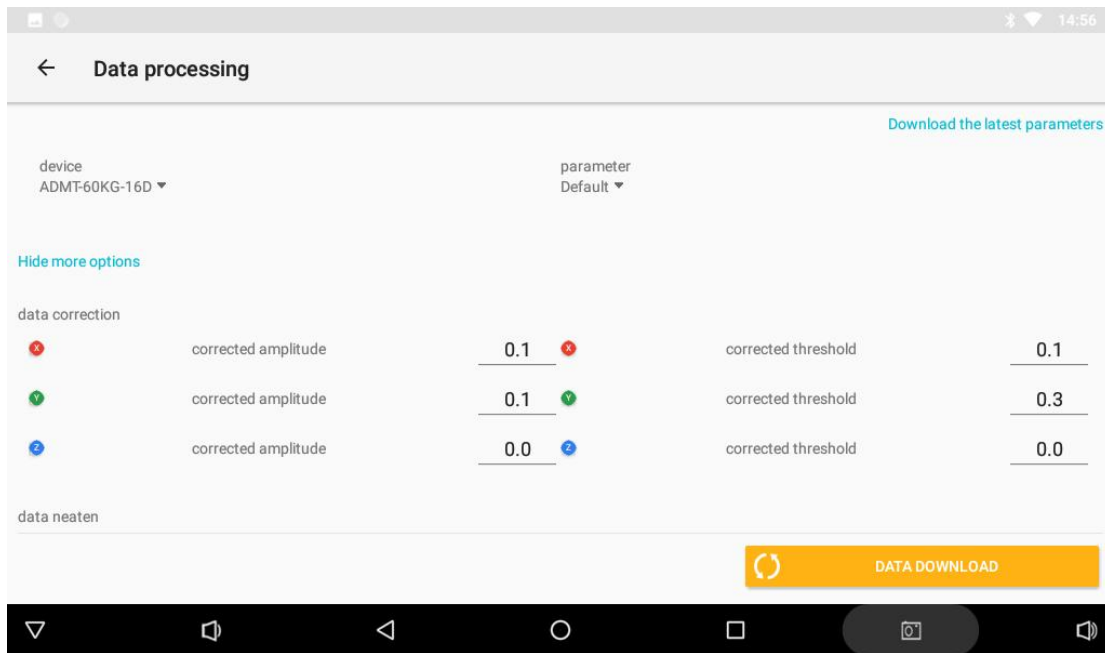 14:56
Data processing
Download the latest parameters
device
parameter
ADMT-60KG-16D
Default
Hide more options
data correction
X corrected amplitude 0.1 X corrected threshold 0.1
Y corrected amplitude 0.1 Y corrected threshold 0.3
Z corrected amplitude 0.0 Z corrected threshold 0.0
data neaten
DATA DOWNLOAD